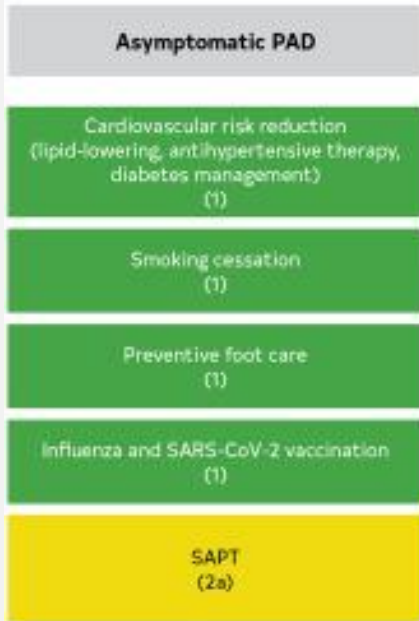 Asymptomatic PAD
Cardiovascular risk reduction
(lipid-lowering, antihypertensive therapy,
diabetes management)
(1)
Smoking cessation
(1)
Preventive foot care
(1)
Influenza and SARS-CoV-2 vaccination
(1)
SAPT
(2a)